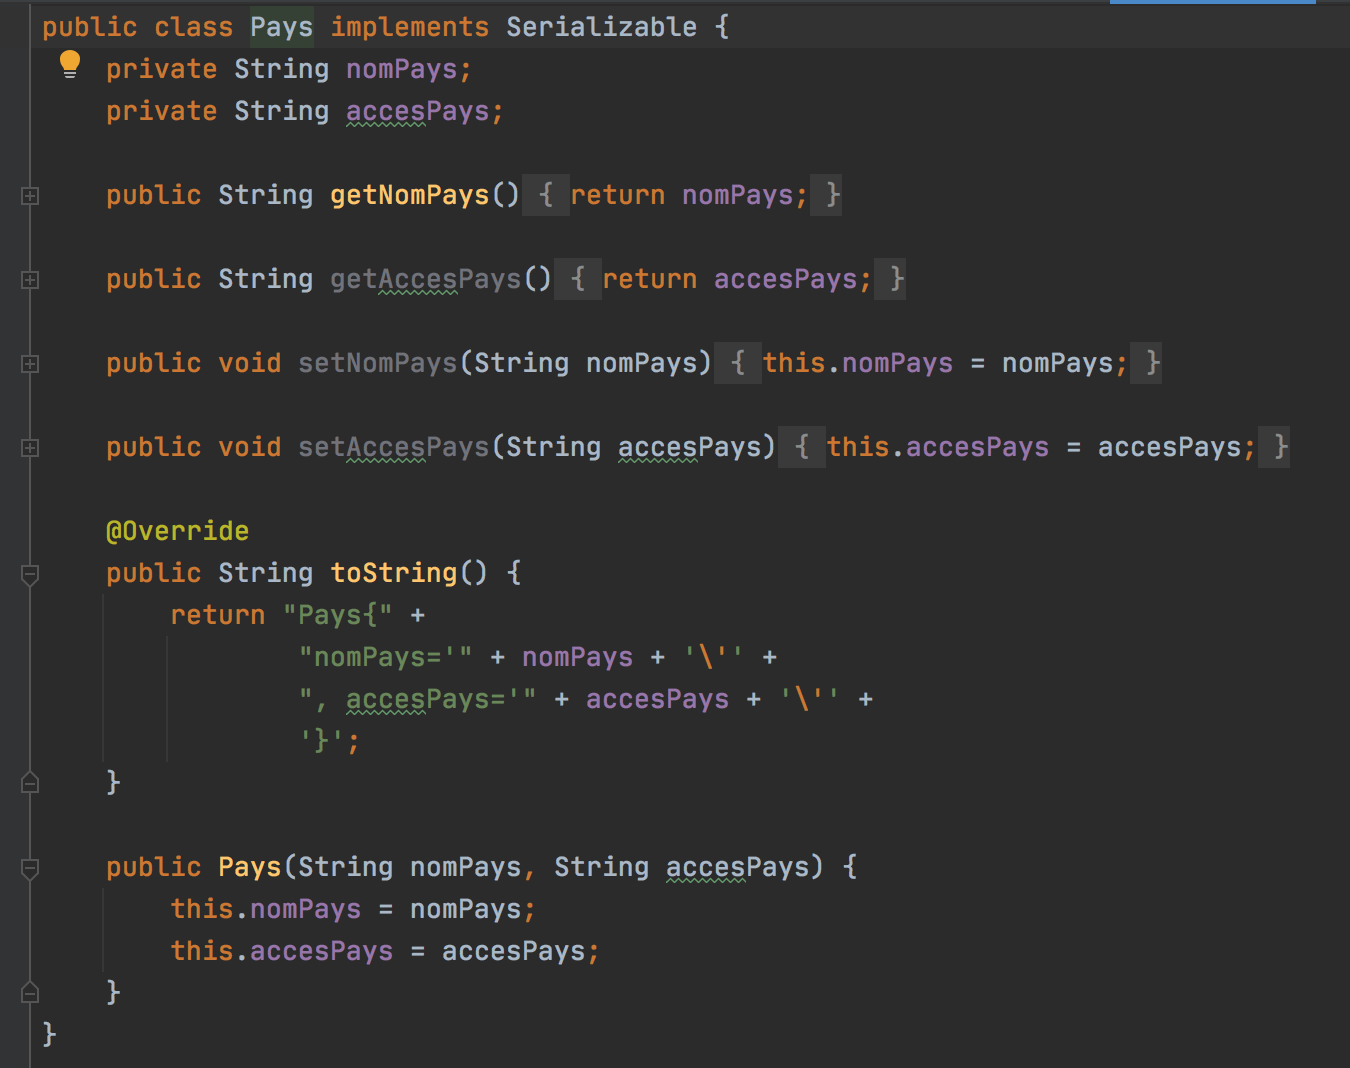 public class Pays implements Serializable {
    private String nomPays;
    private String accesPays;
    public String getNomPays() { return nomPays; }
    public String getAccesPays() { return accesPays; }
    public void setNomPays(String nomPays) { this.nomPays = nomPays; }
    public void setAccesPays(String accesPays) { this.accesPays = accesPays; }
    @Override
    public String toString() {
        return "Pays{" +
                "nomPays='" + nomPays + '\'' +
                ", accesPays='" + accesPays + '\'' +
                '}';
    }
    public Pays(String nomPays, String accesPays) {
        this.nomPays = nomPays;
        this.accesPays = accesPays;
    }
}